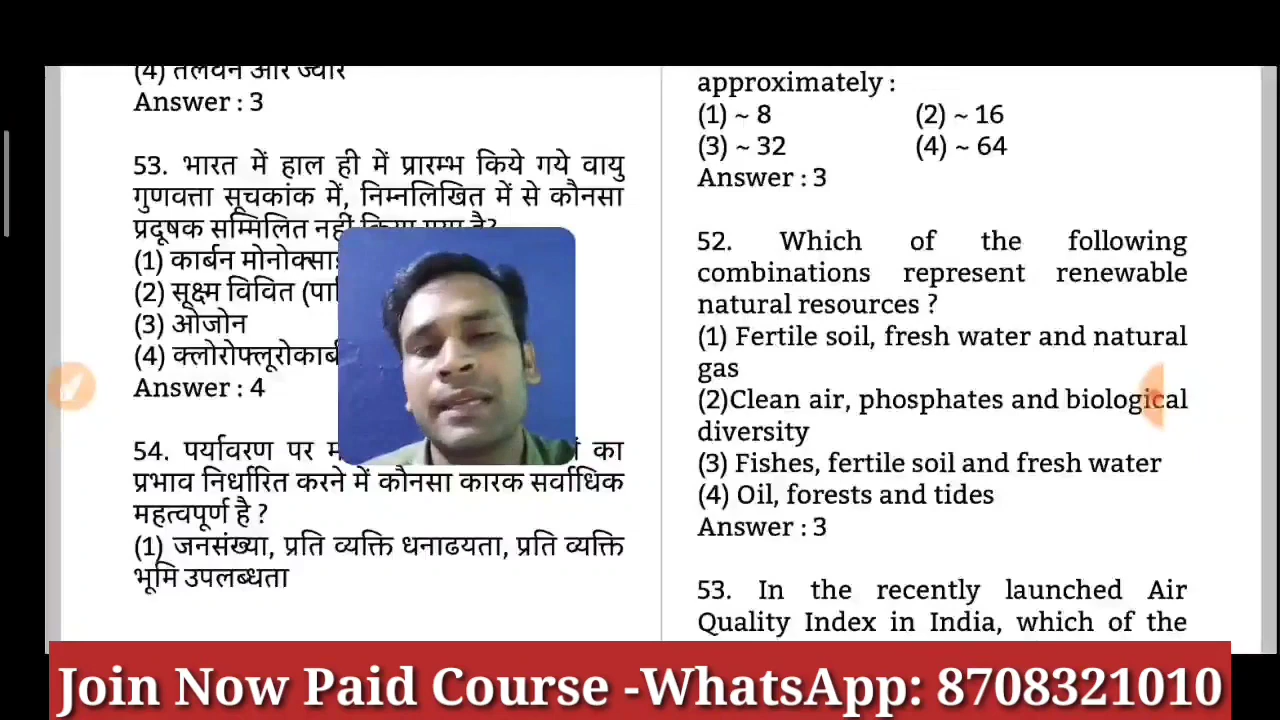 (4) तलवन और ज्वार
Answer : 3
53. भारत में हाल ही में प्रारम्भ किये गये वायु
गुणवत्ता सूचकांक में, निम्नलिखित में से कौनसा
प्रदूषक सम्मिलित नहीं किया गया है?
(1) कार्बन
(2) सूक्ष्म विवित
(3) ओजोन
(4)
Answer : 4
54. पर्यावरण पर का
प्रभाव निर्धारित करने में कौनसा कारक सर्वाधिक
महत्वपूर्ण है ?
(1) जनसंख्या, प्रति व्यक्ति धनाढयता, प्रति व्यक्ति
भूमि उपलब्धता
approximately :
(1) ~ 8 (2) ~ 16
(3) ~ 32 (4) ~ 64
Answer : 3
52. Which of the following
combinations represent renewable
natural resources ?
(1) Fertile soil, fresh water and natural
gas
(2)Clean air, phosphates and biological
diversity
(3) Fishes, fertile soil and fresh water
(4) Oil, forests and tides
Answer : 3
53. In the recently launched Air
Quality Index in India, which of the
Join Now Paid Course -WhatsApp: 8708321010